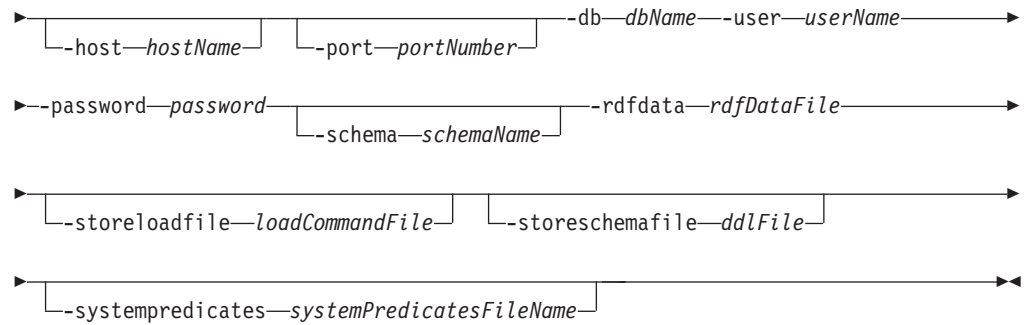 -db dbName -user userName
-host hostName -port portNumber
-password password -rdfdata rdfDataFile
-schema schemaName
-storeloadfile loadCommandFile -storeschemafile ddlFile
-systempredicates systemPredicatesFileName